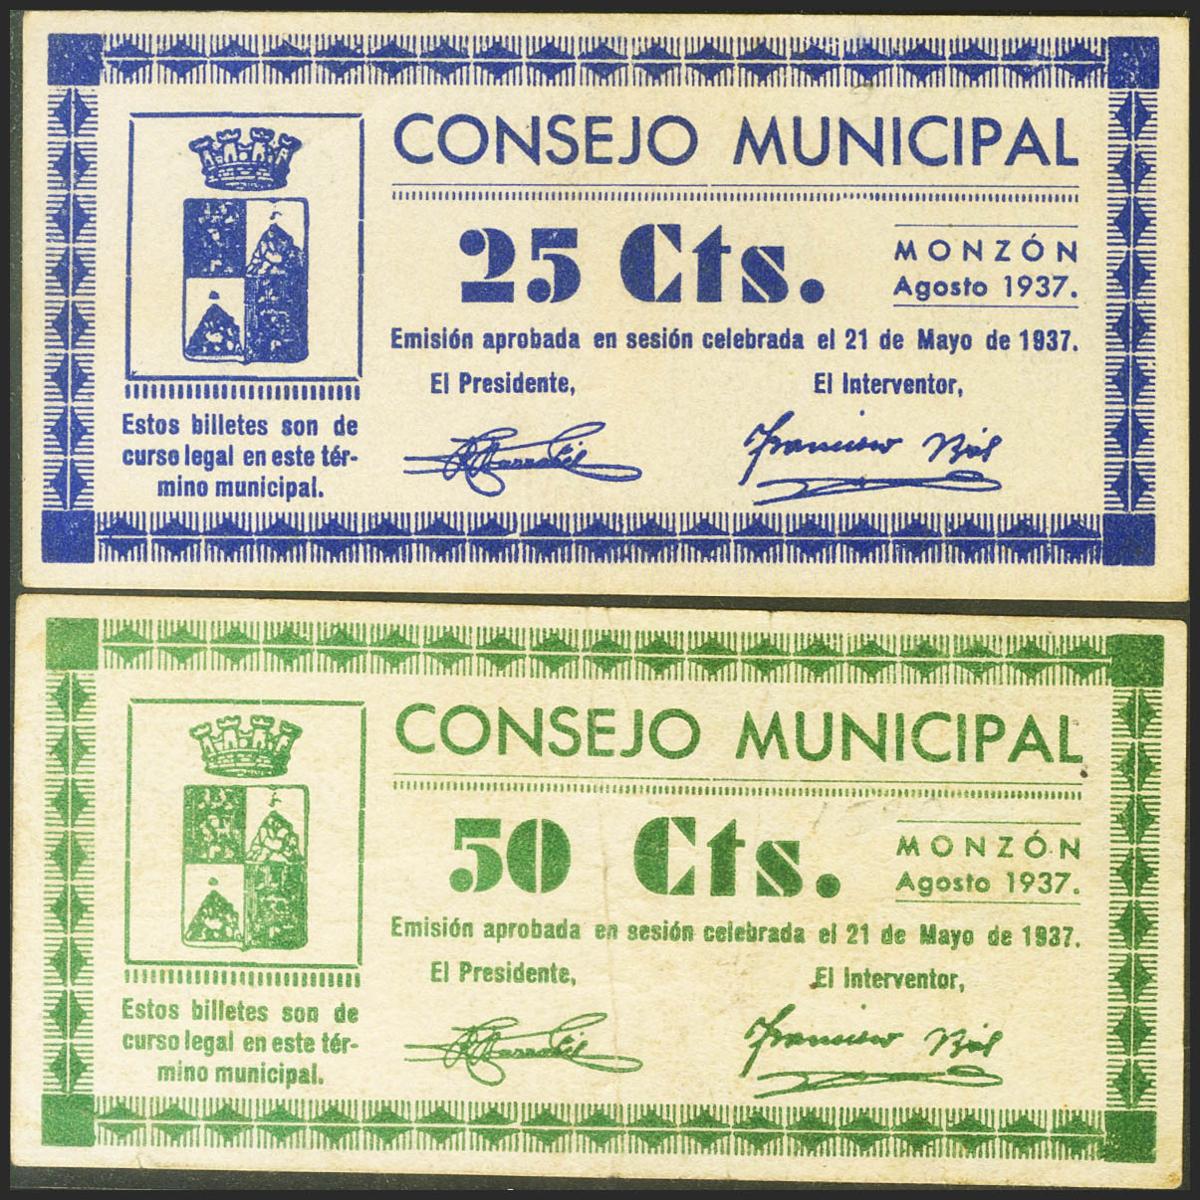 CONSEJO MUNICIPAL
25 Cts.
MONZÓN
Agosto 1937.
Emisión aprobada en sesión celebrada el 21 de Mayo de 1937.
El Presidente,
El Interventor,
Estos billetes son de
curso legal en este tér-
mino municipal.
Francisco
CONSEJO MUNICIPAL
50 Cts.
MONZÓN
Agosto 1937.
Emisión aprobada en sesión celebrada el 21 de Mayo de 1937.
El Presidente,
El Interventor,
Estos billetes son de
curso legal en este tér-
mino municipal.
Francisco